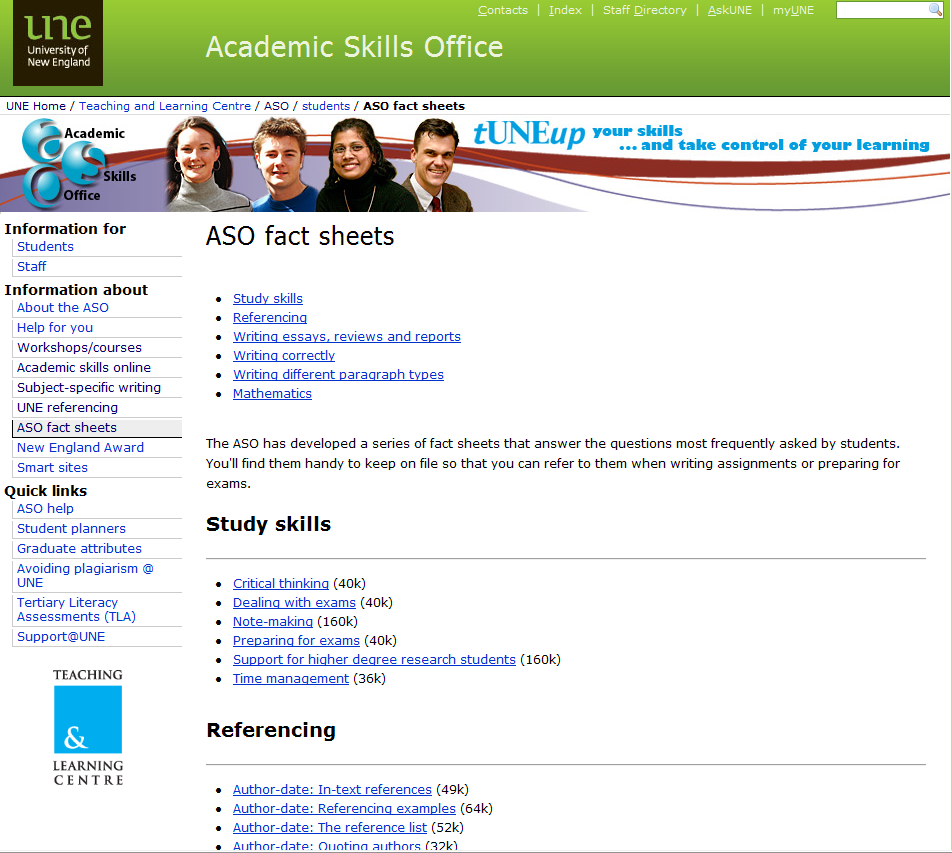 Contacts | Index | Staff Directory | AskUNE | myUNE
une
University of
New England
Academic Skills Office
UNE Home / Teaching and Learning Centre / ASO / students / ASO fact sheets
Academic
Skills
Office
tUNEup your skills
... and take control of your learning
Information for
Students
Staff
Information about
About the ASO
Help for you
Workshops/courses
Academic skills online
Subject-specific writing
UNE referencing
ASO fact sheets
New England Award
Smart sites
Quick links
ASO help
Student planners
Graduate attributes
Avoiding plagiarism @
UNE
Tertiary Literacy
Assessments (TLA)
Support@UNE
TEACHING
&
LEARNING
CENTRE
ASO fact sheets
Study skills
Referencing
Writing essays, reviews and reports
Writing correctly
Writing different paragraph types
Mathematics
The ASO has developed a series of fact sheets that answer the questions most frequently asked by students.
You'll find them handy to keep on file so that you can refer to them when writing assignments or preparing for
exams.
Study skills
Critical thinking (40k)
Dealing with exams (40k)
Note-making (160k)
Preparing for exams (40k)
Support for higher degree research students (160k)
Time management (36k)
Referencing
Author-date: In-text references (49k)
Author-date: Referencing examples (64k)
Author-date: The reference list (52k)
Author-date: Quoting authors (32k)